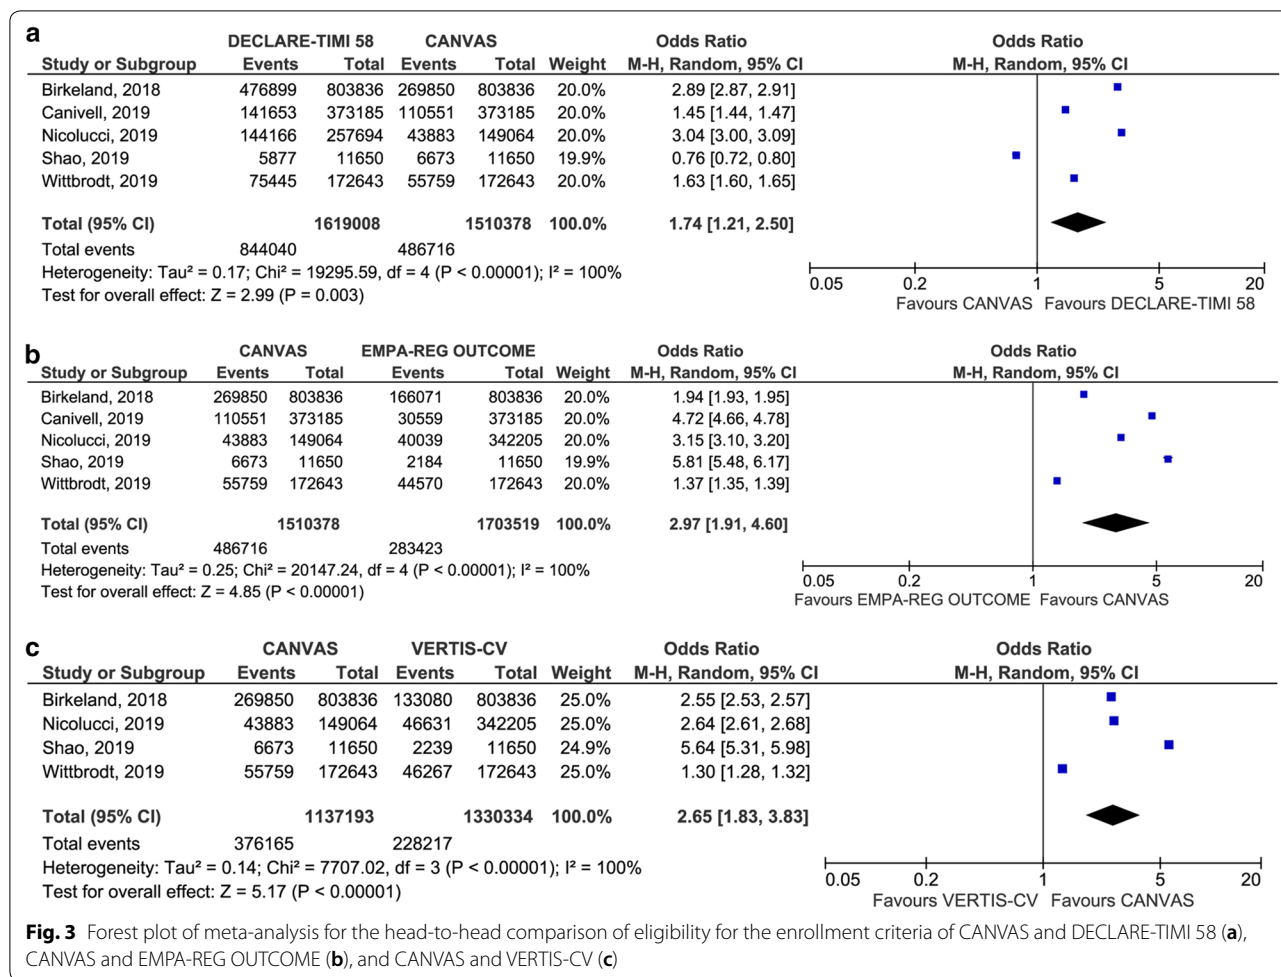 a
DECLARE-TIMI 58 CANVAS Odds Ratio Odds Ratio
Study or Subgroup Events Total Events Total Weight M-H, Random, 95% CI M-H, Random, 95% CI
Birkeland, 2018 476899 803836 269850 803836 20.0% 2.89 [2.87, 2.91]
Canivell, 2019 141653 373185 110551 373185 20.0% 1.45 [1.44, 1.47]
Nicolucci, 2019 144166 257694 43883 149064 20.0% 3.04 [3.00, 3.09]
Shao, 2019 5877 11650 6673 11650 19.9% 0.76 [0.72, 0.80]
Wittbrodt, 2019 75445 172643 55759 172643 20.0% 1.63 [1.60, 1.65]
Total (95% CI) 1619008 1510378 100.0% 1.74 [1.21, 2.50]
Total events 844040 486716
Heterogeneity: Tau² = 0.17; Chi² = 19295.59, df = 4 (P < 0.00001); I² = 100%
Test for overall effect: Z = 2.99 (P = 0.003)
0.05 0.2 1 5 20
Favours CANVAS Favours DECLARE-TIMI 58
b
CANVAS EMPA-REG OUTCOME Odds Ratio Odds Ratio
Study or Subgroup Events Total Events Total Weight M-H, Random, 95% CI M-H, Random, 95% CI
Birkeland, 2018 269850 803836 166071 803836 20.0% 1.94 [1.93, 1.95]
Canivell, 2019 110551 373185 30559 373185 20.0% 4.72 [4.66, 4.78]
Nicolucci, 2019 43883 149064 40039 342205 20.0% 3.15 [3.10, 3.20]
Shao, 2019 6673 11650 2184 11650 19.9% 5.81 [5.48, 6.17]
Wittbrodt, 2019 55759 172643 44570 172643 20.0% 1.37 [1.35, 1.39]
Total (95% CI) 1510378 1703519 100.0% 2.97 [1.91, 4.60]
Total events 486716 283423
Heterogeneity: Tau² = 0.25; Chi² = 20147.24, df = 4 (P < 0.00001); I² = 100%
Test for overall effect: Z = 4.85 (P < 0.00001)
0.05 0.2 1 5 20
Favours EMPA-REG OUTCOME Favours CANVAS
c
CANVAS VERTIS-CV Odds Ratio Odds Ratio
Study or Subgroup Events Total Events Total Weight M-H, Random, 95% CI M-H, Random, 95% CI
Birkeland, 2018 269850 803836 133080 803836 25.0% 2.55 [2.53, 2.57]
Nicolucci, 2019 43883 149064 46631 342205 25.0% 2.64 [2.61, 2.68]
Shao, 2019 6673 11650 2239 11650 24.9% 5.64 [5.31, 5.98]
Wittbrodt, 2019 55759 172643 46267 172643 25.0% 1.30 [1.28, 1.32]
Total (95% CI) 1137193 1330334 100.0% 2.65 [1.83, 3.83]
Total events 376165 228217
Heterogeneity: Tau² = 0.14; Chi² = 7707.02, df = 3 (P < 0.00001); I² = 100%
Test for overall effect: Z = 5.17 (P < 0.00001)
0.05 0.2 1 5 20
Favours VERTIS-CV Favours CANVAS
Fig. 3 Forest plot of meta-analysis for the head-to-head comparison of eligibility for the enrollment criteria of CANVAS and DECLARE-TIMI 58 (a),
CANVAS and EMPA-REG OUTCOME (b), and CANVAS and VERTIS-CV (c)